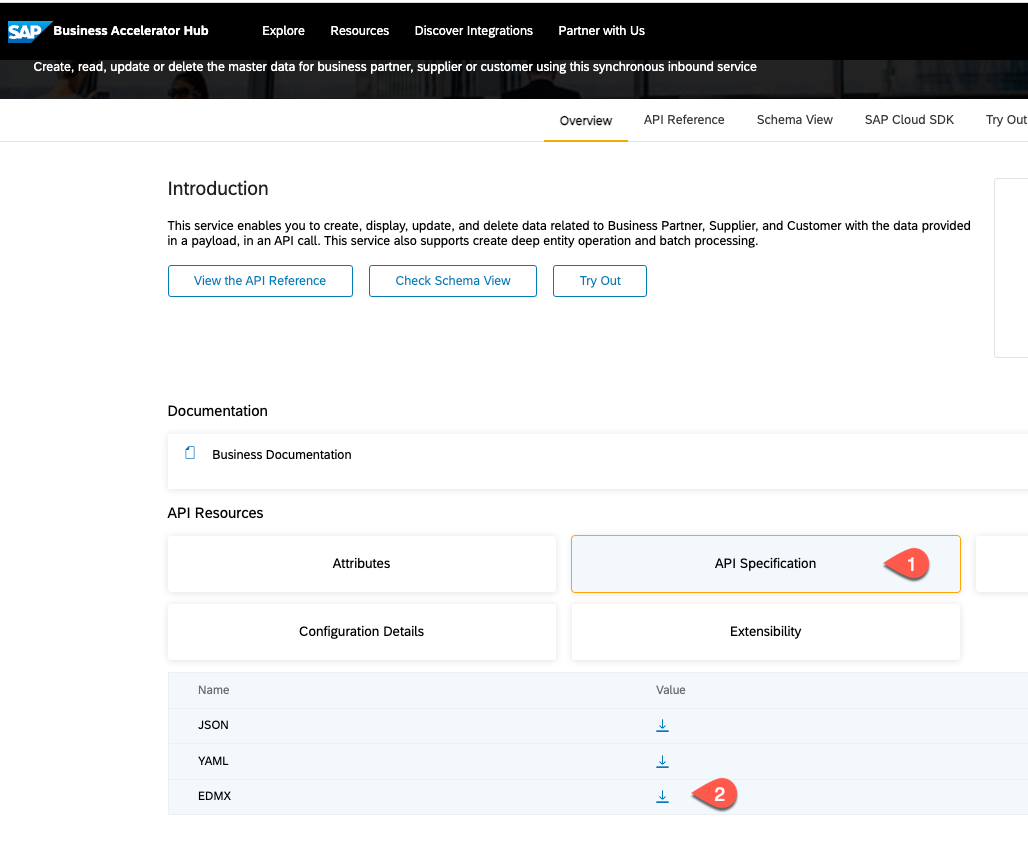 SAP Business Accelerator Hub Explore Resources Discover Integrations Partner with Us
Create, read, update or delete the master data for business partner, supplier or customer using this synchronous inbound service
Overview API Reference Schema View SAP Cloud SDK Try Out
Introduction
This service enables you to create, display, update, and delete data related to Business Partner, Supplier, and Customer with the data provided
in a payload, in an API call. This service also supports create deep entity operation and batch processing.
View the API Reference Check Schema View Try Out
Documentation
Business Documentation
API Resources
Attributes API Specification 1
Configuration Details Extensibility
Name Value
JSON
YAML
EDMX 2